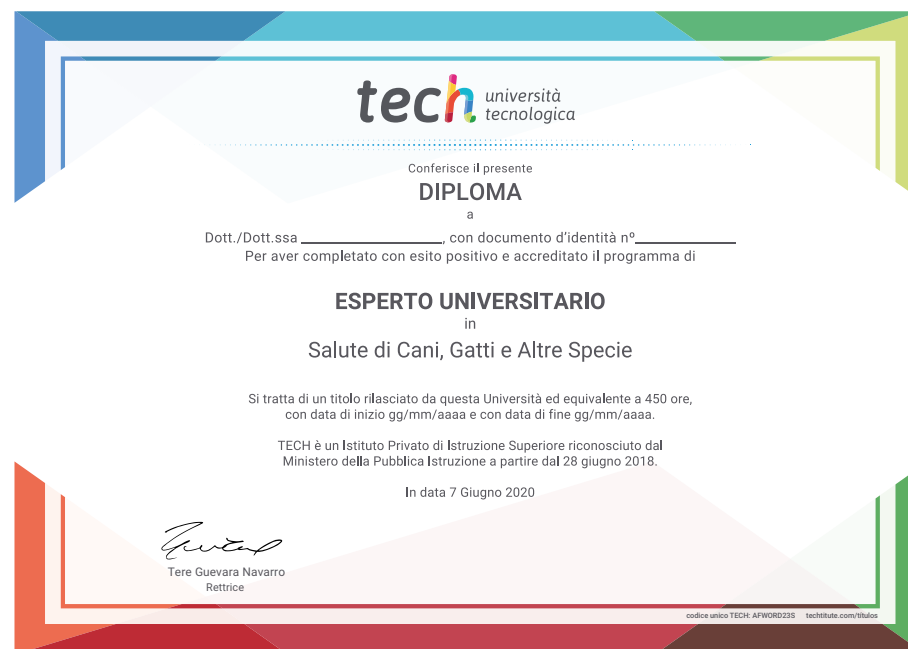 tech università
tecnologica
Conferisce il presente
DIPLOMA
a
Dott./Dott.ssa ____________________, con documento d'identità nº______________
Per aver completato con esito positivo e accreditato il programma di
ESPERTO UNIVERSITARIO
in
Salute di Cani, Gatti e Altre Specie
Si tratta di un titolo rilasciato da questa Università ed equivalente a 450 ore,
con data di inizio gg/mm/aaaa e con data di fine gg/mm/aaaa.
TECH è un Istituto Privato di Istruzione Superiore riconosciuto dal
Ministero della Pubblica Istruzione a partire dal 28 giugno 2018.
In data 7 Giugno 2020
Tere Guevara Navarro
Rettrice
codice unico TECH: AFWORD23S techtitute.com/titulos